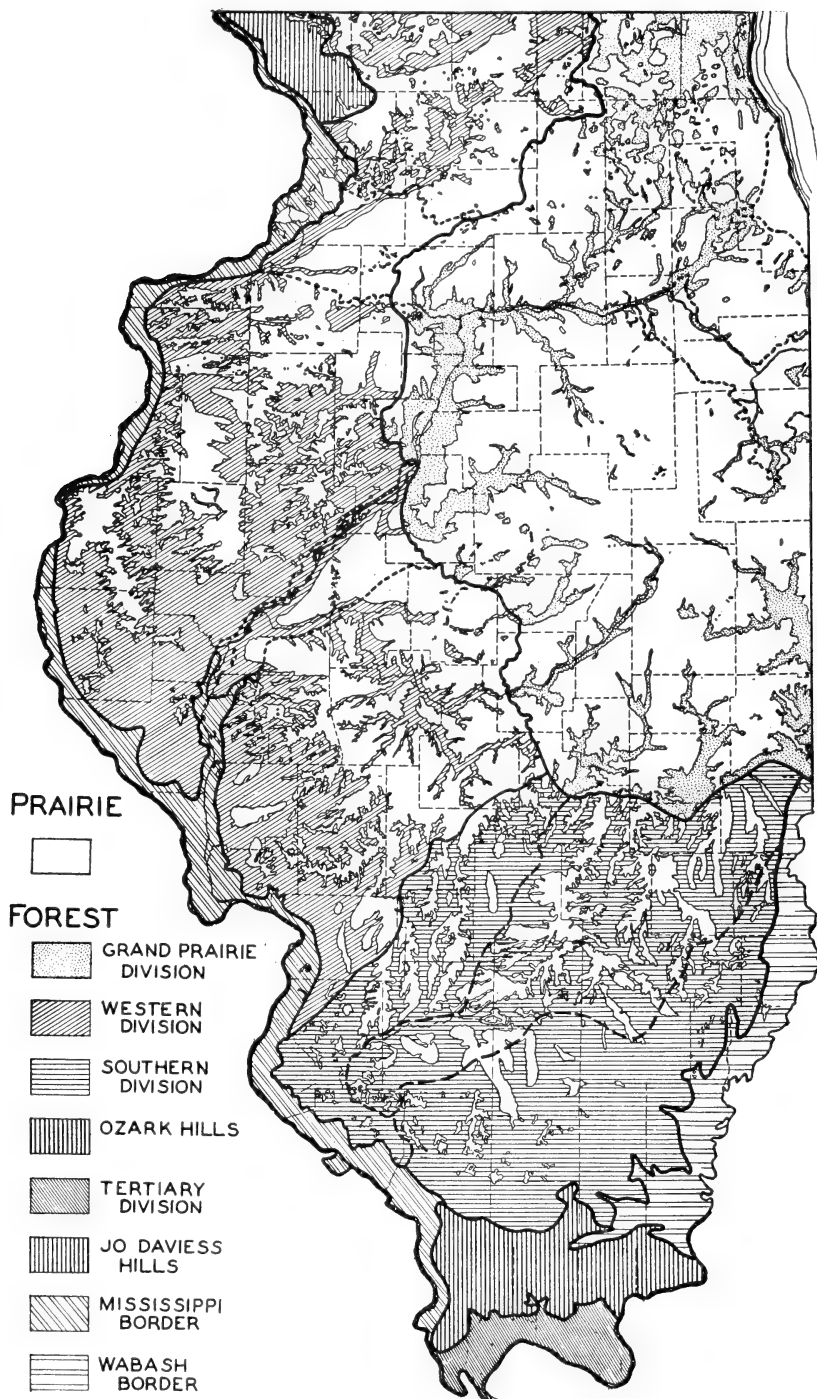 PRAIRIE
FOREST
GRAND PRAIRIE
DIVISION
WESTERN
DIVISION
SOUTHERN
DIVISION
OZARK HILLS
TERTIARY
DIVISION
JO DAVIESS
HILLS
MISSISSIPPI
BORDER
WABASH
BORDER